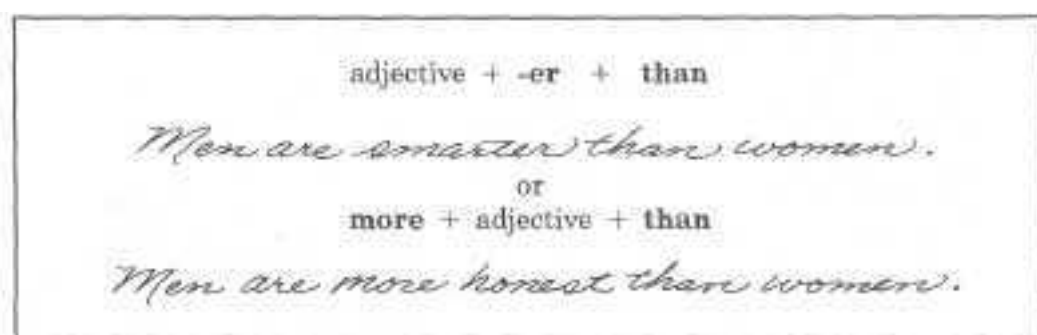 adjective + -er + than
Men are smarter than women.
or
more + adjective + than
Men are more honest than women.